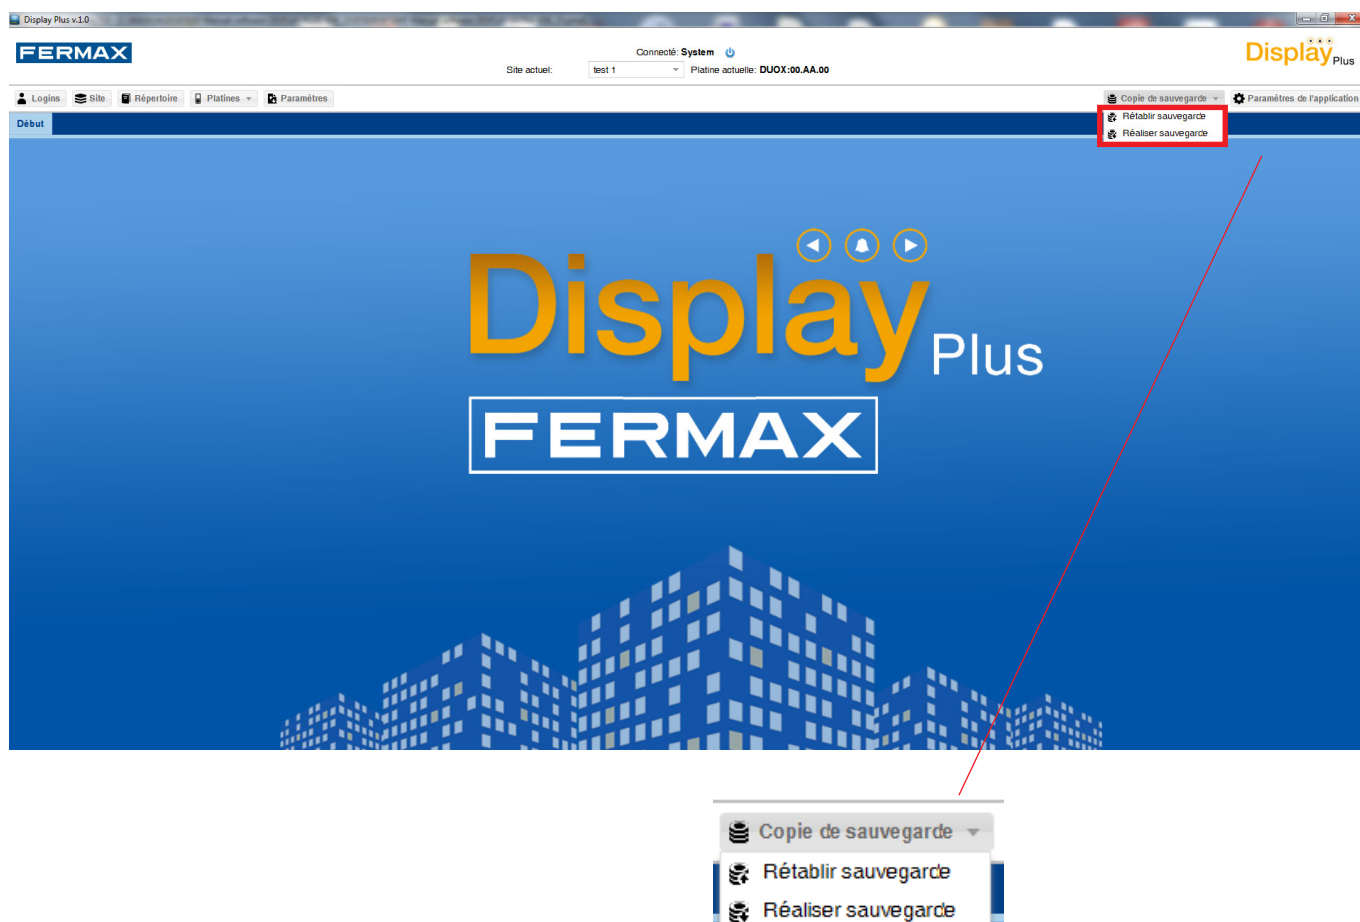 Display Plus v.1.0
FERMAX
Connecté: System
Display Plus
Site actuel: test 1 Platine actuelle: DUOX:00.AA.00
Logins Site Répertoire Platines Paramètres Copie de sauvegarde Paramètres de l'application
Début
Rétablir sauvegarde
Réaliser sauvegarde
Display Plus
FERMAX
Copie de sauvegarde
Rétablir sauvegarde
Réaliser sauvegarde